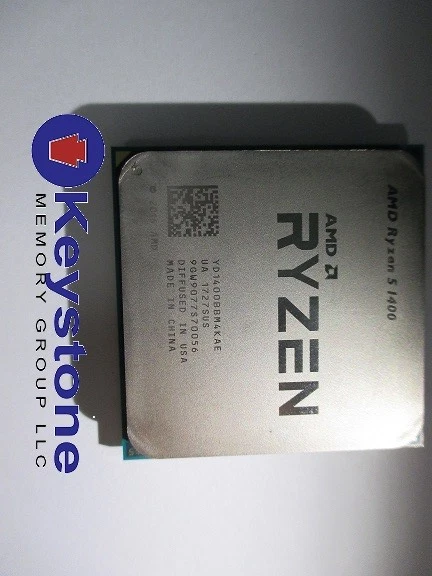 AMD Ryzen 5 1400
AMD
RYZEN
YD1400BBM4KAE
UA 1727SUS
9GW9077S70056
DIFFUSED IN USA
MADE IN CHINA
Keystone
MEMORY GROUP LLC